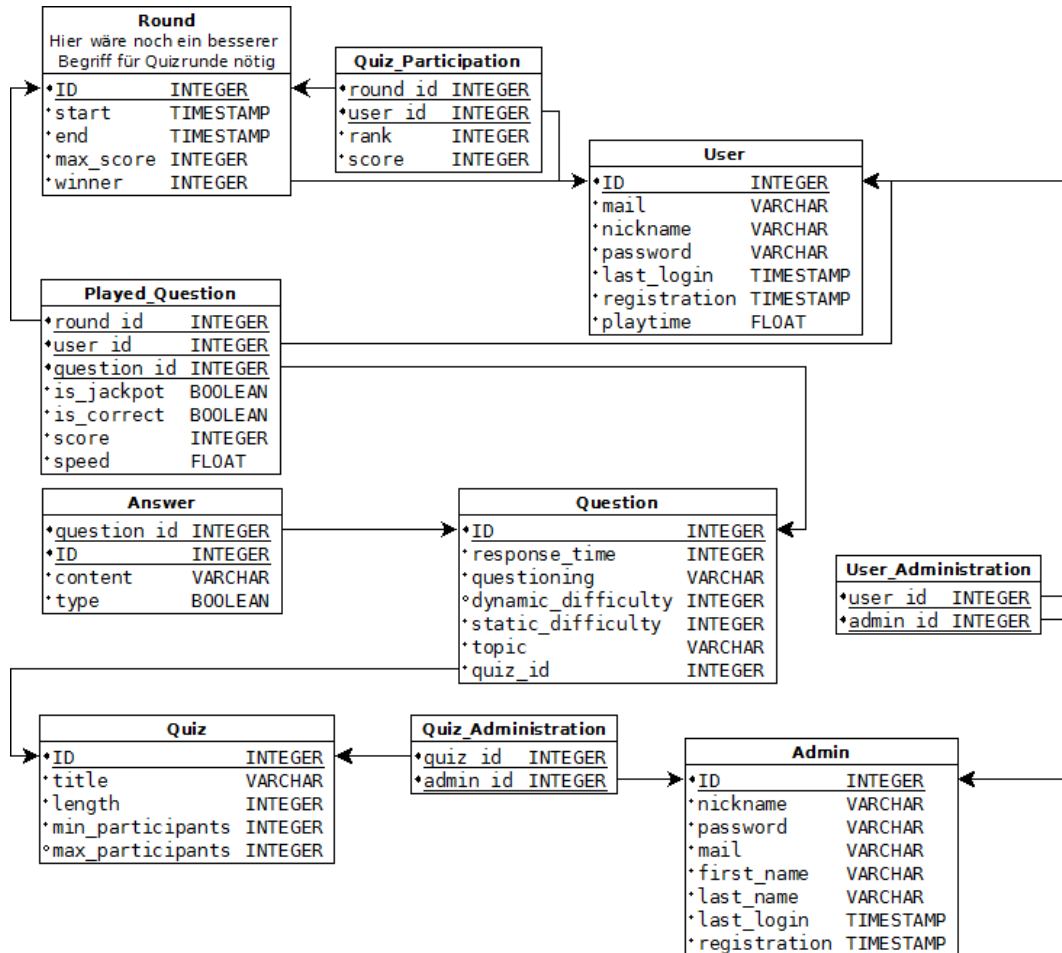 Round
Hier wäre noch ein besserer
Begriff für Quizrunde nötig
ID INTEGER
start TIMESTAMP
end TIMESTAMP
max_score INTEGER
winner INTEGER
Quiz_Participation
round_id INTEGER
user_id INTEGER
rank INTEGER
score INTEGER
User
ID INTEGER
mail VARCHAR
nickname VARCHAR
password VARCHAR
last_login TIMESTAMP
registration TIMESTAMP
playtime FLOAT
Played_Question
round_id INTEGER
user_id INTEGER
question_id INTEGER
is_jackpot BOOLEAN
is_correct BOOLEAN
score INTEGER
speed FLOAT
Answer
question_id INTEGER
ID INTEGER
content VARCHAR
type BOOLEAN
Question
ID INTEGER
response_time INTEGER
questioning VARCHAR
dynamic_difficulty INTEGER
static_difficulty INTEGER
topic VARCHAR
quiz_id INTEGER
User_Administration
user_id INTEGER
admin_id INTEGER
Quiz
ID INTEGER
title VARCHAR
length INTEGER
min_participants INTEGER
max_participants INTEGER
Quiz_Administration
quiz_id INTEGER
admin_id INTEGER
Admin
ID INTEGER
nickname VARCHAR
password VARCHAR
mail VARCHAR
first_name VARCHAR
last_name VARCHAR
last_login TIMESTAMP
registration TIMESTAMP